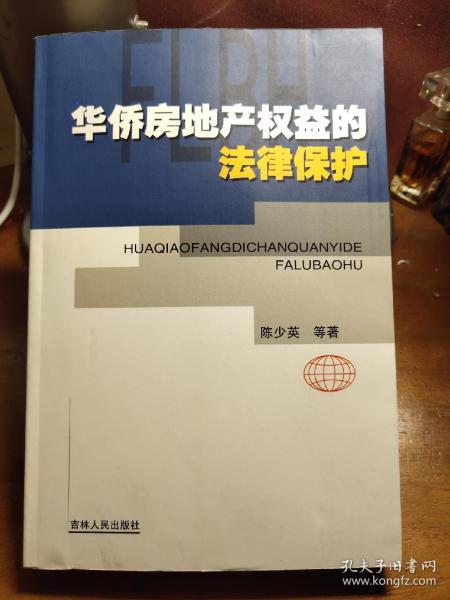 FLBH
华侨房地产权益的
法律保护
HUAQIAOFANGDICHANQUANYIDE
FALUBAOHU
陈少英 等著
吉林人民出版社
孔夫子旧书网
www.kongfz.com